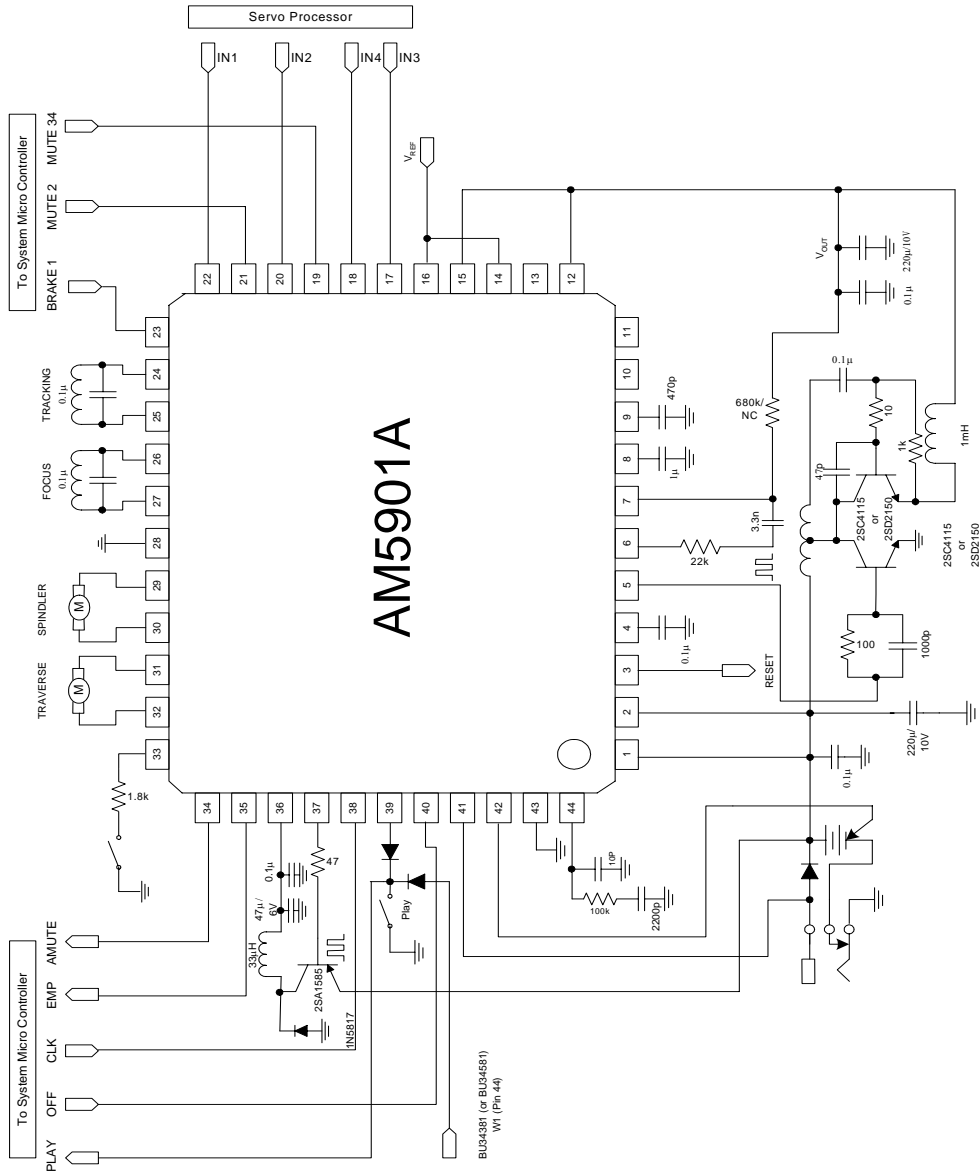 Servo Processor
IN1
IN2
IN4
IN3
To System Micro Controller
BRAKE 1
MUTE 2
MUTE 34
VREF
22
21
20
19
18
17
16
15
14
13
12
23
24
25
26
27
28
29
30
31
32
33
11
10
9
8
7
6
5
4
3
2
1
34
35
36
37
38
39
40
41
42
43
44
AM5901A
TRACKING
0.1μ
FOCUS
0.1μ
SPINDLER
M
TRAVERSE
M
1.8k
470p
1μ
680k/
NC
VOUT
220μ/10V
0.1μ
3.3n
22k
0.1μ
RESET
0.1μ
10
1k
47p
1mH
2SC4115
or
2SD2150
2SC4115
or
2SD2150
100
1000p
220μ/
10V
0.1μ
To System Micro Controller
AMUTE
EMP
CLK
OFF
PLAY
47
0.1μ
47μ/
6V
33μH
2SA1585
1N5817
Play
10P
100k
2200p
BU34381 (or BU34581)
W1 (Pin 44)